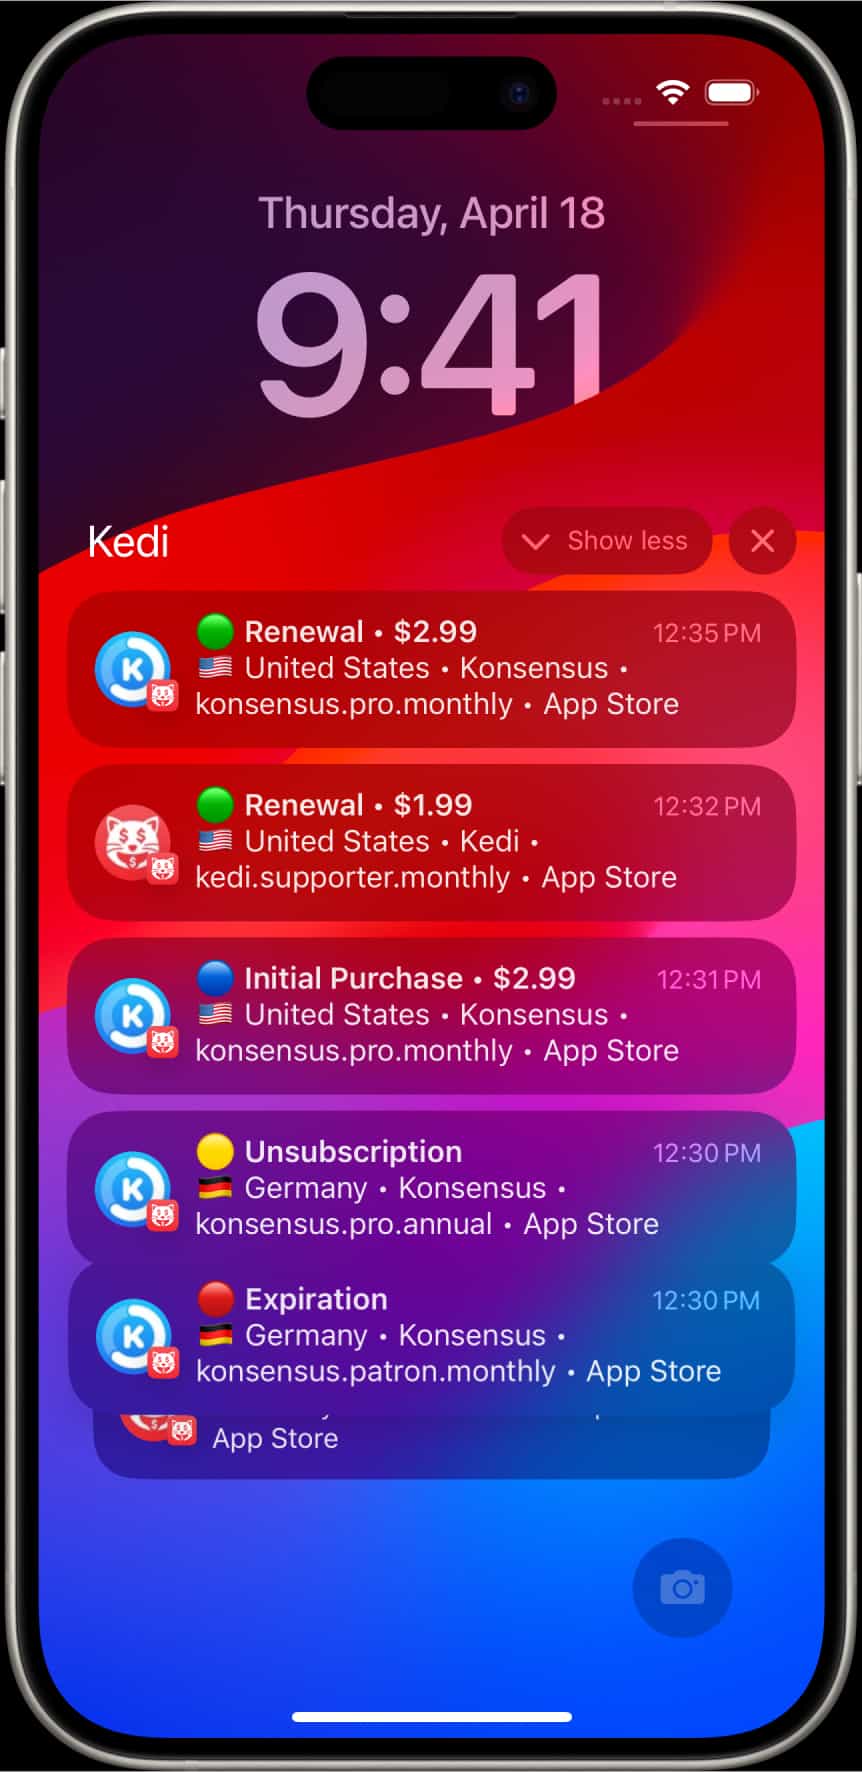 Thursday, April 18
9:41
Kedi
Show less
Renewal • $2.99
12:35 PM
United States • Konsensus •
konsensus.pro.monthly • App Store
Renewal • $1.99
12:32 PM
United States • Kedi •
kedi.supporter.monthly • App Store
Initial Purchase • $2.99
12:31 PM
United States • Konsensus •
konsensus.pro.monthly • App Store
Unsubscription
12:30 PM
Germany • Konsensus •
konsensus.pro.annual • App Store
Expiration
12:30 PM
Germany • Konsensus •
konsensus.patron.monthly • App Store
App Store